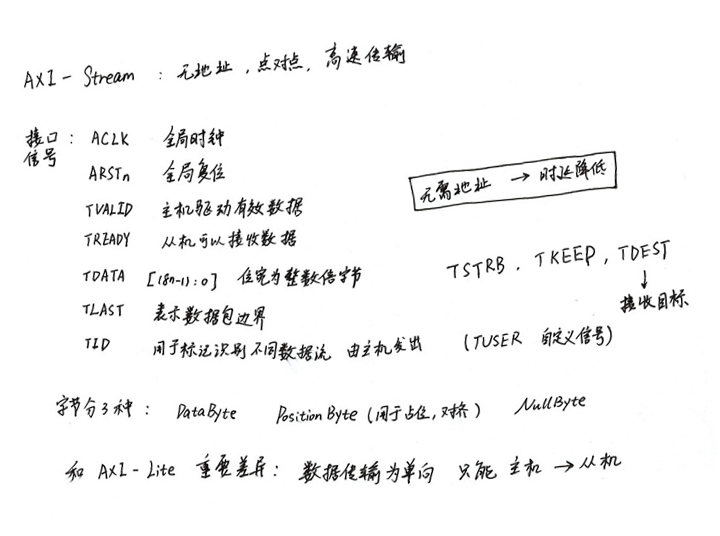 AXI-Stream : 无地址，点对点，高速传输
接口信号： ACLK 全局时钟
ARSTn 全局复位
无需地址 → 时延降低
TVALID 主机驱动有效数据
TREADY 从机可以接收数据
TDATA [(8n-1):0] 位宽为整数倍字节
TSTRB， TKEEP， TDEST
↓
接收目标
TLAST 表示数据包边界
TID 用于标记识别不同数据流 由主机发出 (TUSER 自定义信号)
字节分3种： DataByte PositionByte (用于占位，对齐) NullByte
和 AXI-Lite 重要差异： 数据传输为单向 只能 主机 → 从机